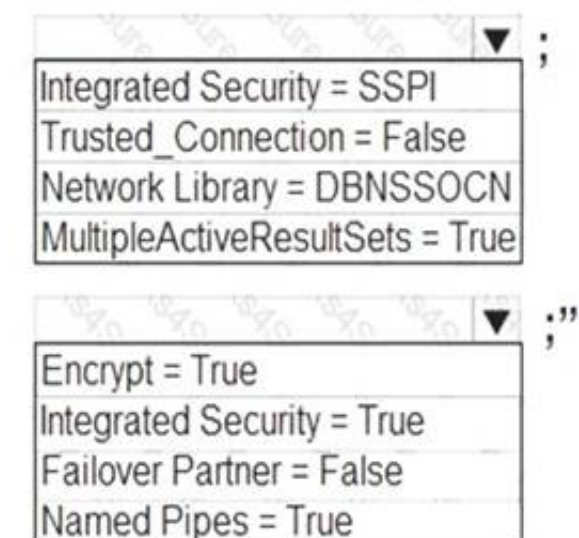 ▼ ;
Integrated Security = SSPI
Trusted_Connection = False
Network Library = DBNSSOCN
MultipleActiveResultSets = True
▼ ;”
Encrypt = True
Integrated Security = True
Failover Partner = False
Named Pipes = True